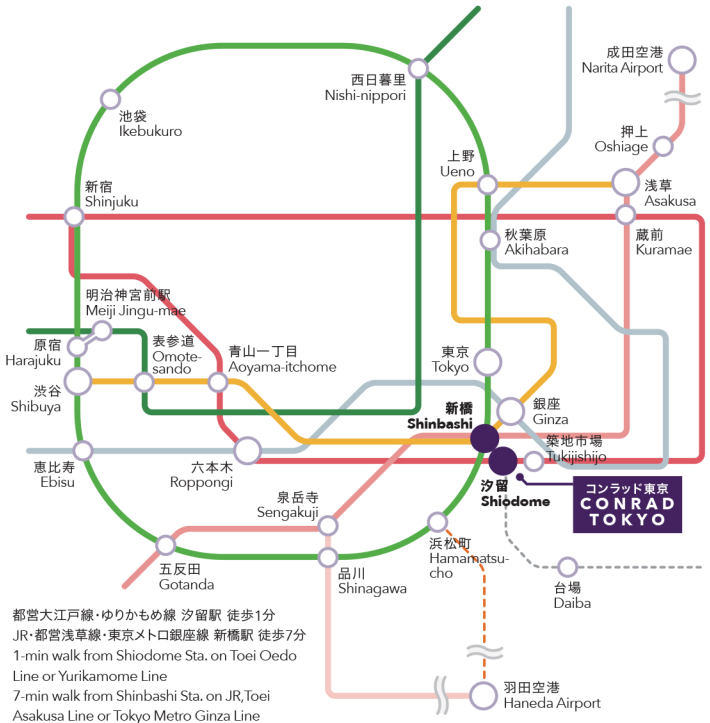 成田空港
Narita Airport
西日暮里
Nishi-nippori
池袋
Ikebukuro
押上
Oshiage
上野
Ueno
浅草
Asakusa
新宿
Shinjuku
秋葉原
Akihabara
蔵前
Kuramae
明治神宮前駅
Meiji Jingu-mae
原宿
Harajuku
表参道
Omote-
sando
青山一丁目
Aoyama-itchome
東京
Tokyo
渋谷
Shibuya
新橋
Shinbashi
銀座
Ginza
築地市場
Tukijishijo
恵比寿
Ebisu
六本木
Roppongi
汐留
Shiodome
コンラッド東京
CONRAD
TOKYO
泉岳寺
Sengakuji
五反田
Gotanda
品川
Shinagawa
浜松町
Hamamatsu-
cho
台場
Daiba
都営大江戸線・ゆりかもめ線 汐留駅 徒歩1分
JR・都営浅草線・東京メトロ銀座線 新橋駅 徒歩7分
1-min walk from Shiodome Sta. on Toei Oedo
Line or Yurikamome Line
7-min walk from Shinbashi Sta. on JR,Toei
Asakusa Line or Tokyo Metro Ginza Line
羽田空港
Haneda Airport